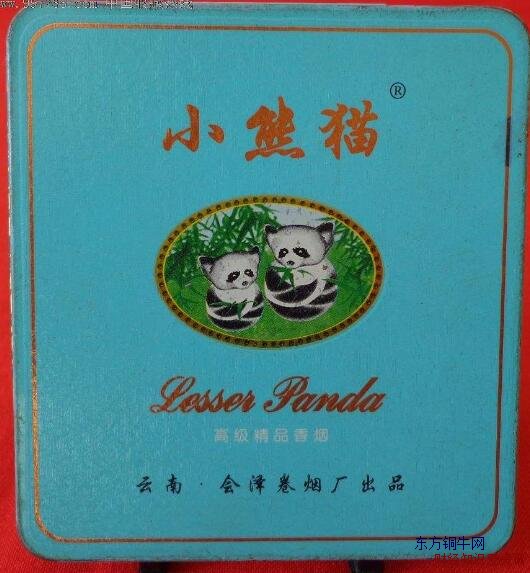 小熊猫®
Lesser Panda
高级精品香烟
云南·会泽卷烟厂出品
东方铜牛网